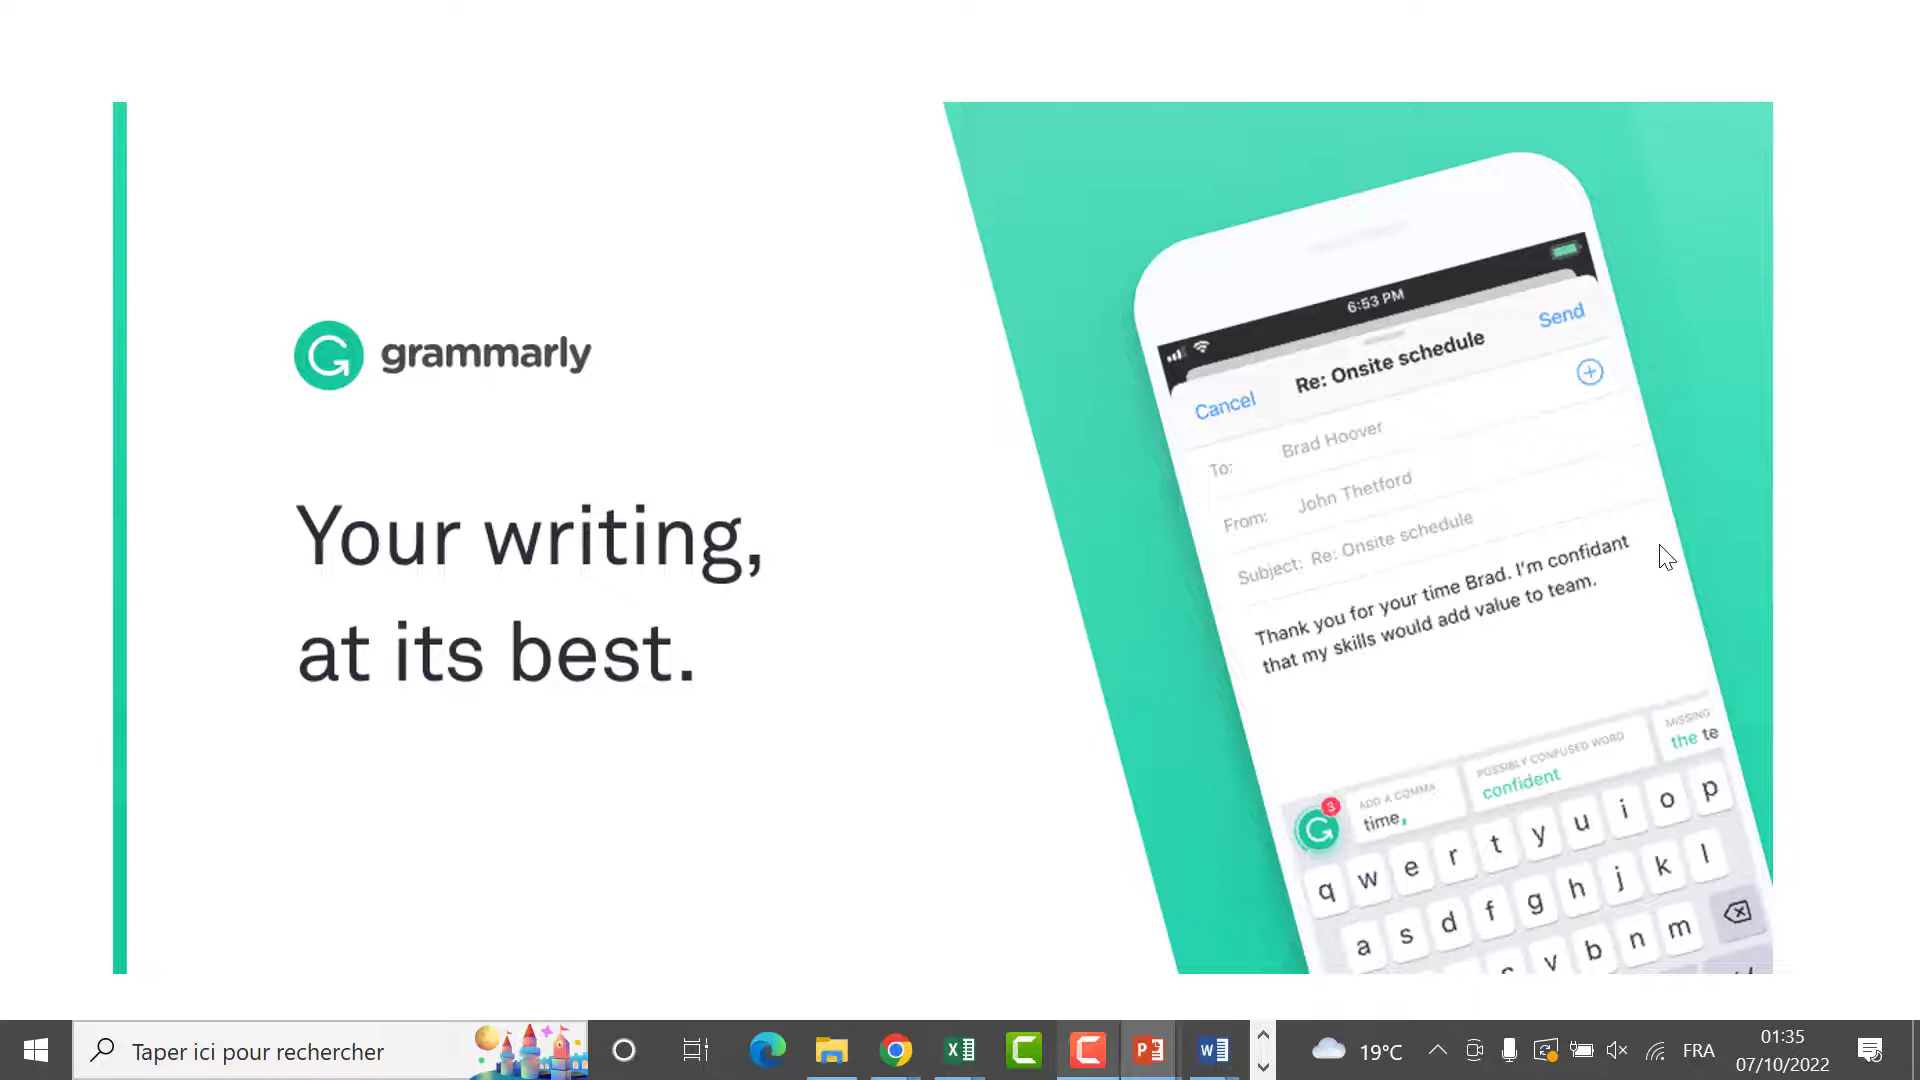 grammarly
Your writing,
at its best.
6:53 PM
Cancel
Re: Onsite schedule
Send
To: Brad Hoover
From: John Thetford
Subject: Re: Onsite schedule
Thank you for your time Brad. I'm confidant
that my skills would add value to team.
3
ADD A COMMA
time,
POSSIBLY CONFUSED WORD
confident
MISSING
the te
q w e r t y u i o p
a s d f g h j k l
c v b n m
Taper ici pour rechercher
19°C
FRA
01:35
07/10/2022